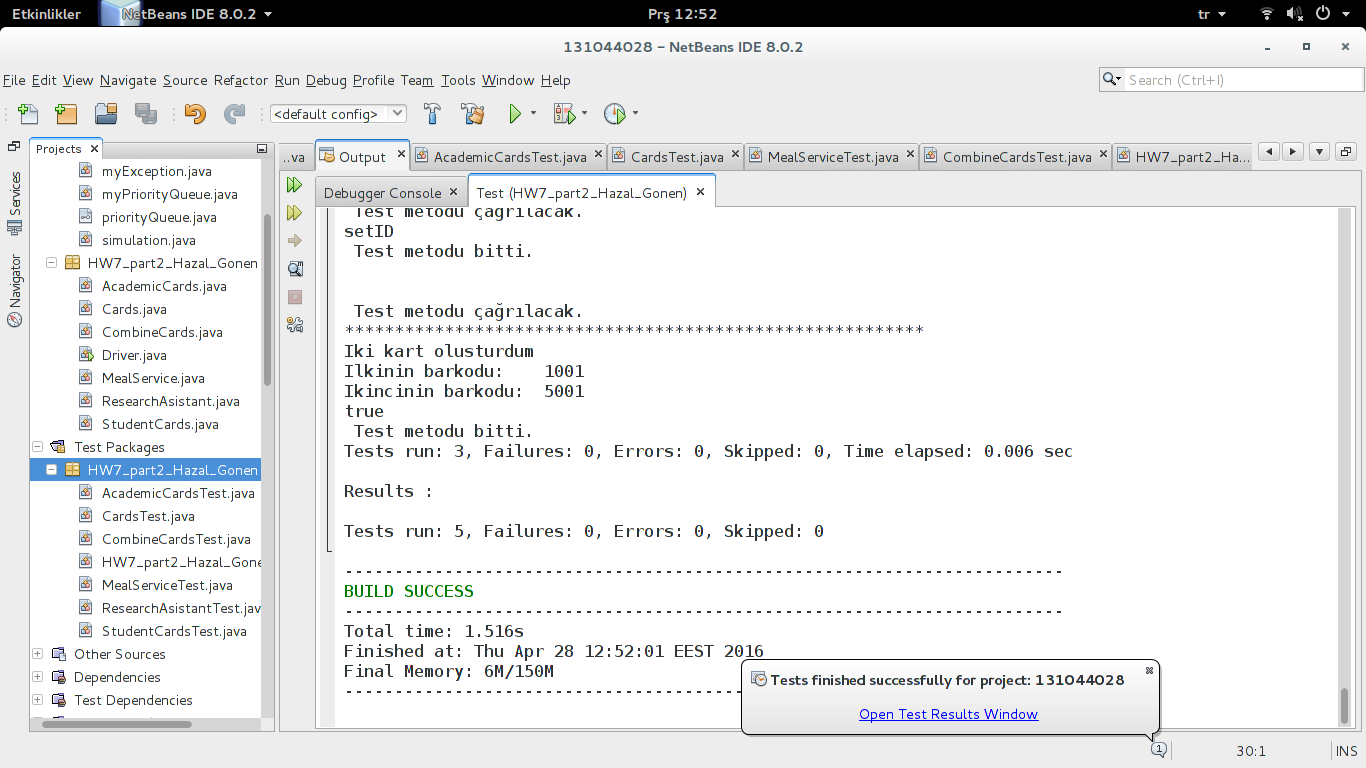 Etkinlikler NetBeans IDE 8.0.2 Prş 12:52 tr
131044028 – NetBeans IDE 8.0.2
File Edit View Navigate Source Refactor Run Debug Profile Team Tools Window Help
Search (Ctrl+I)
<default config>
Projects
..va Output AcademicCardsTest.java CardsTest.java MealServiceTest.java CombineCardsTest.java HW7_part2_Ha...
Services
Navigator
myException.java
myPriorityQueue.java
priorityQueue.java
simulation.java
HW7_part2_Hazal_Gonen
AcademicCards.java
Cards.java
CombineCards.java
Driver.java
MealService.java
ResearchAsistant.java
StudentCards.java
Test Packages
HW7_part2_Hazal_Gonen
AcademicCardsTest.java
CardsTest.java
CombineCardsTest.java
HW7_part2_Hazal_Gone
MealServiceTest.java
ResearchAsistantTest.jav
StudentCardsTest.java
Other Sources
Dependencies
Test Dependencies
Debugger Console Test (HW7_part2_Hazal_Gonen)
Test metodu çağrılacak.
setID
Test metodu bitti.
Test metodu çağrılacak.
**********************************************************
Iki kart olusturdum
Ilkinin barkodu: 1001
Ikincinin barkodu: 5001
true
Test metodu bitti.
Tests run: 3, Failures: 0, Errors: 0, Skipped: 0, Time elapsed: 0.006 sec
Results :
Tests run: 5, Failures: 0, Errors: 0, Skipped: 0
------------------------------------------------------------------------
BUILD SUCCESS
------------------------------------------------------------------------
Total time: 1.516s
Finished at: Thu Apr 28 12:52:01 EEST 2016
Final Memory: 6M/150M
----------------------------------------
Tests finished successfully for project: 131044028
Open Test Results Window
1 30:1 INS